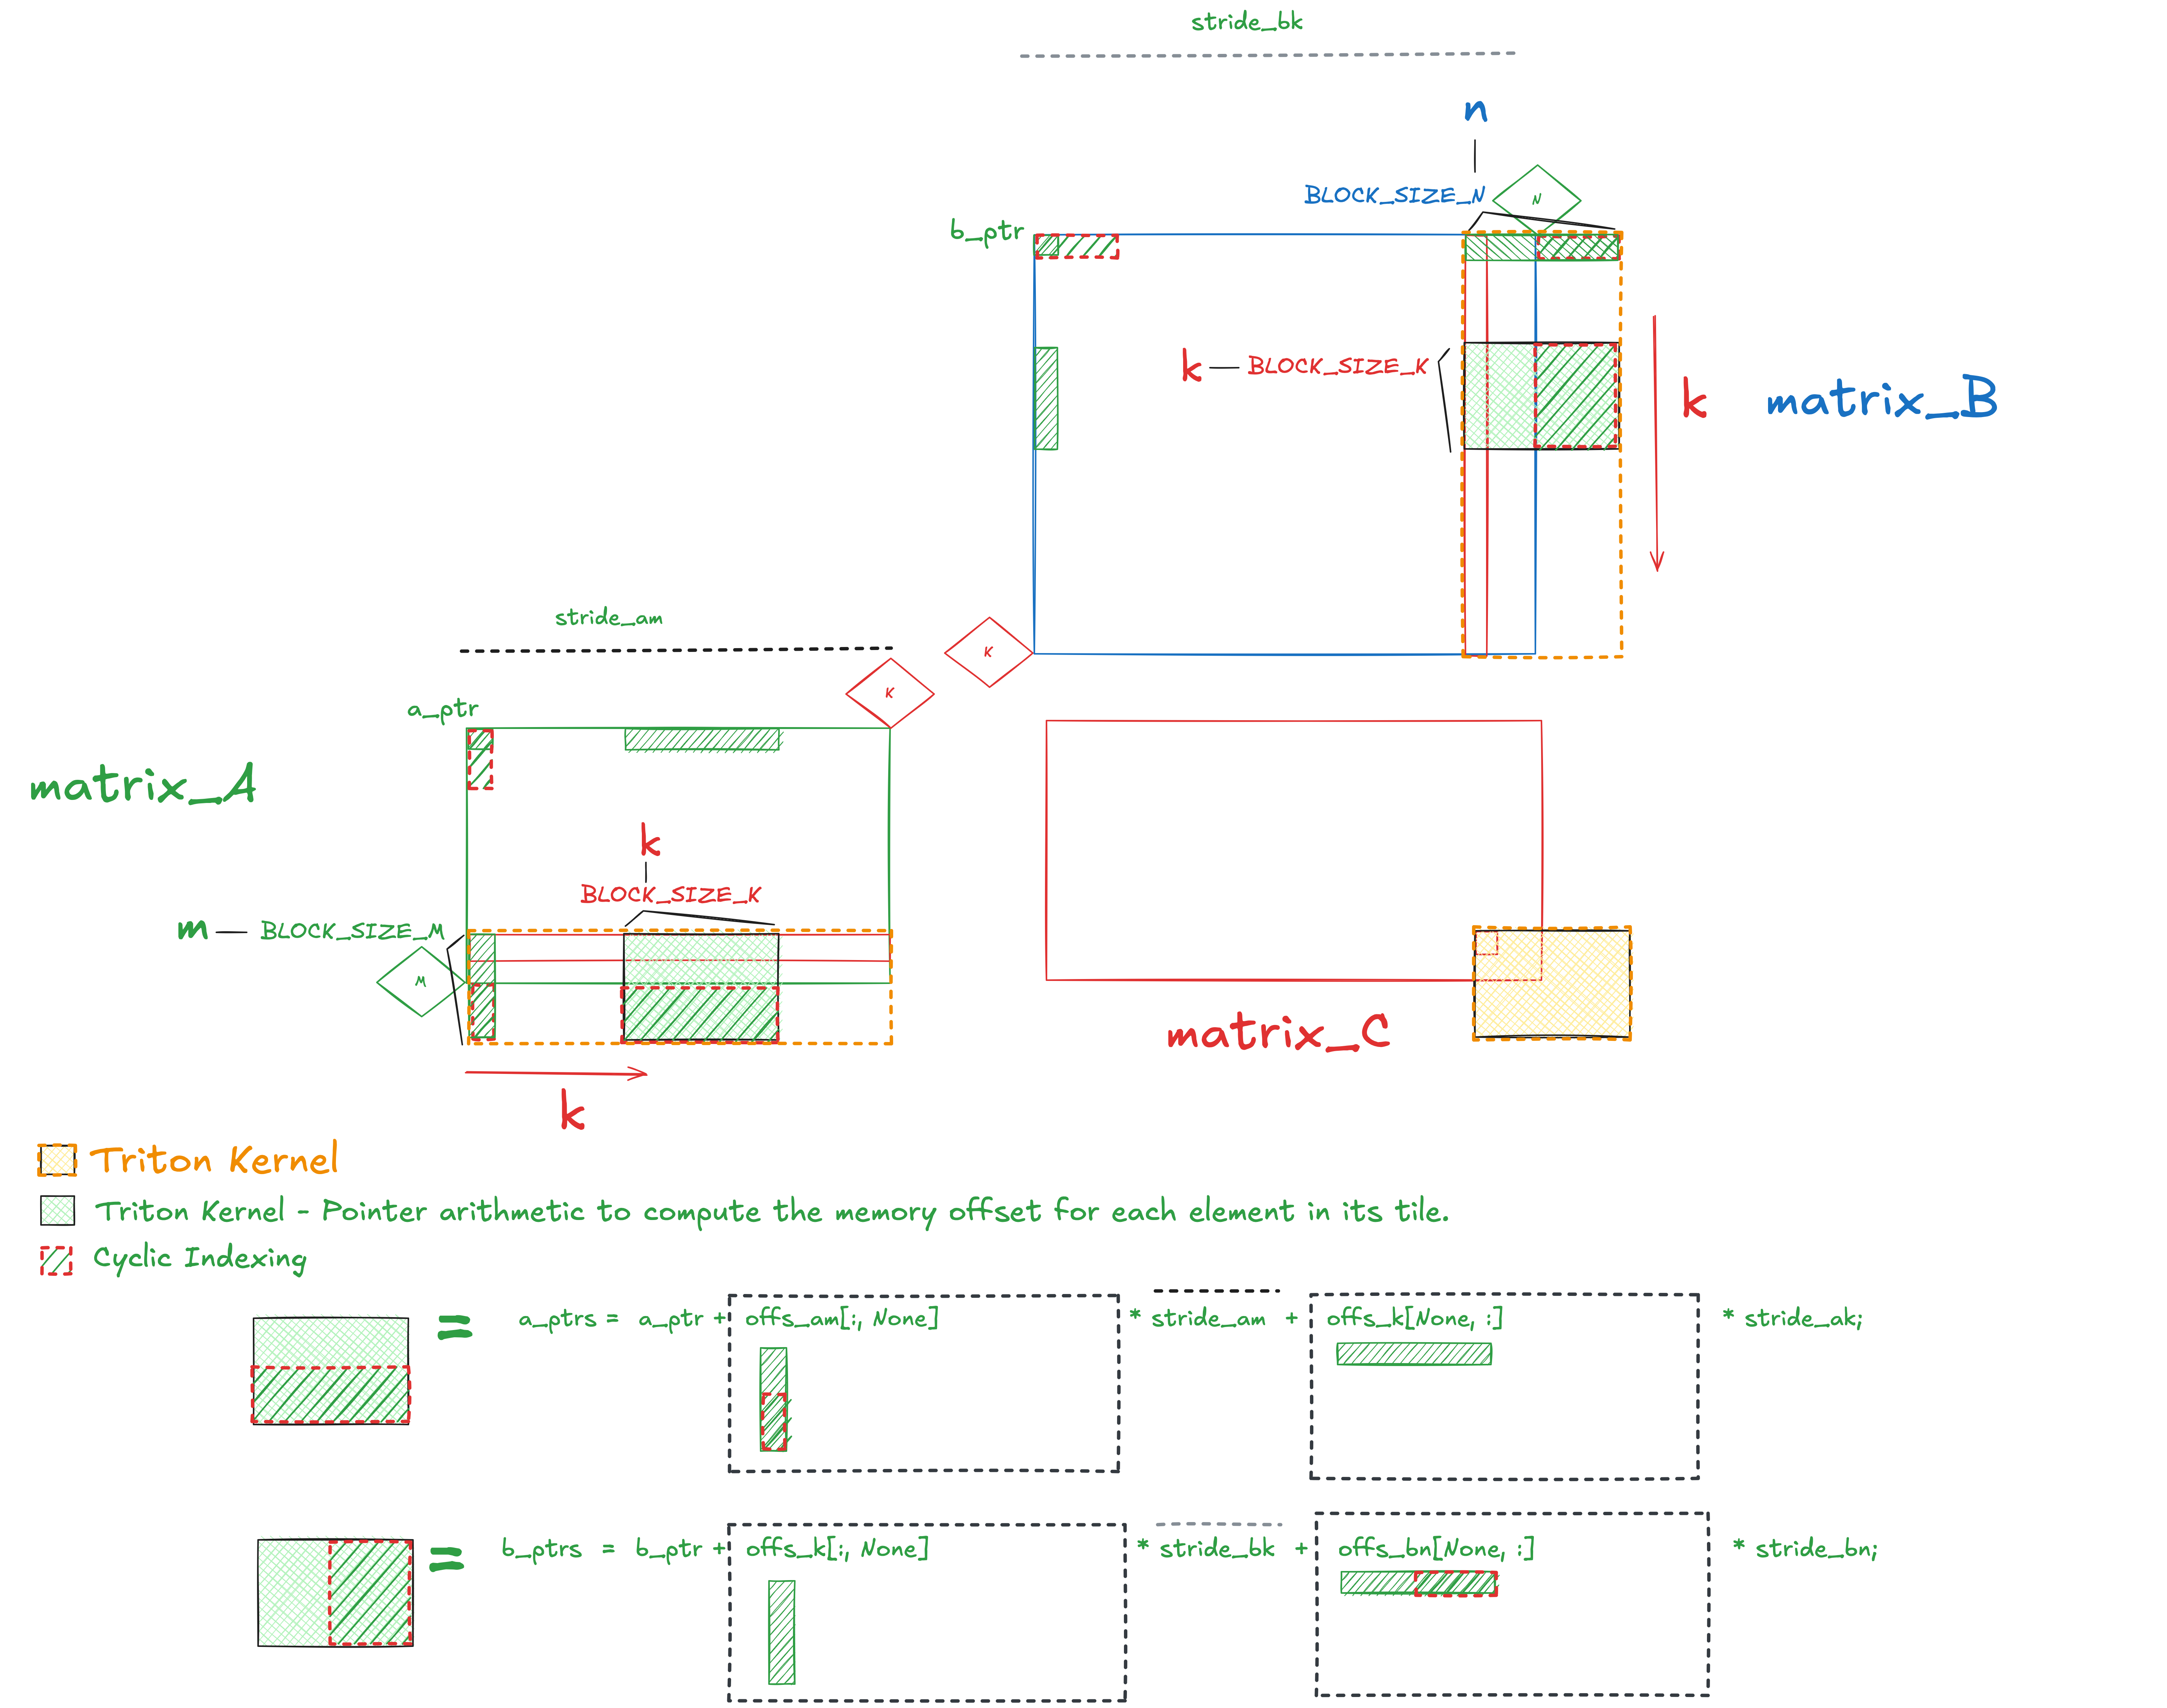 stride_bk
n
BLOCK_SIZE_N
N
b_ptr
k
BLOCK_SIZE_K
k
matrix_B
stride_am
K
K
a_ptr
matrix_A
k
BLOCK_SIZE_K
m
BLOCK_SIZE_M
M
matrix_C
k
Triton Kernel
Triton Kernel - Pointer arithmetic to compute the memory offset for each element in its tile.
Cyclic Indexing
= a_ptrs = a_ptr + offs_am[:, None] * stride_am + offs_k[None, :] * stride_ak;
= b_ptrs = b_ptr + offs_k[:, None] * stride_bk + offs_bn[None, :] * stride_bn;